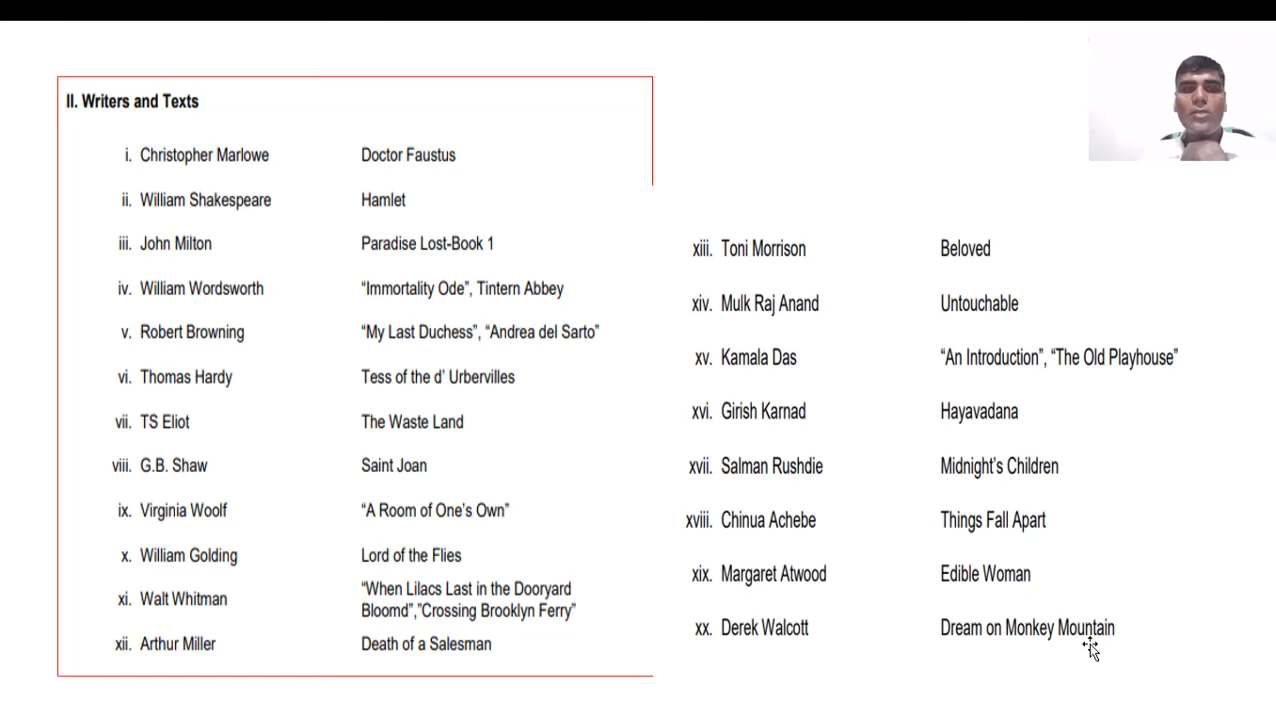 II. Writers and Texts
i. Christopher Marlowe Doctor Faustus
ii. William Shakespeare Hamlet
iii. John Milton Paradise Lost-Book 1
iv. William Wordsworth “Immortality Ode”, Tintern Abbey
v. Robert Browning “My Last Duchess”, “Andrea del Sarto”
vi. Thomas Hardy Tess of the d’ Urbervilles
vii. TS Eliot The Waste Land
viii. G.B. Shaw Saint Joan
ix. Virginia Woolf “A Room of One’s Own”
x. William Golding Lord of the Flies
xi. Walt Whitman “When Lilacs Last in the Dooryard
Bloomd”,”Crossing Brooklyn Ferry”
xii. Arthur Miller Death of a Salesman
xiii. Toni Morrison Beloved
xiv. Mulk Raj Anand Untouchable
xv. Kamala Das “An Introduction”, “The Old Playhouse”
xvi. Girish Karnad Hayavadana
xvii. Salman Rushdie Midnight’s Children
xviii. Chinua Achebe Things Fall Apart
xix. Margaret Atwood Edible Woman
xx. Derek Walcott Dream on Monkey Mountain